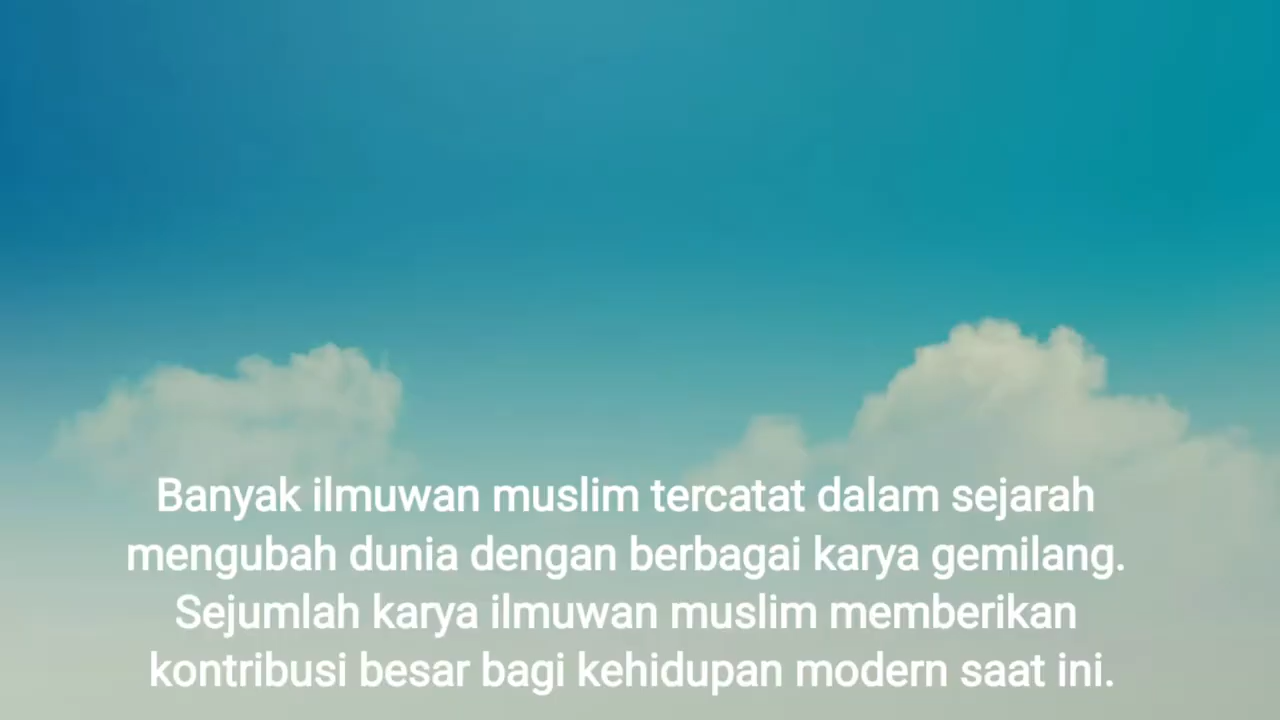 Banyak ilmuwan muslim tercatat dalam sejarah
mengubah dunia dengan berbagai karya gemilang.
Sejumlah karya ilmuwan muslim memberikan
kontribusi besar bagi kehidupan modern saat ini.